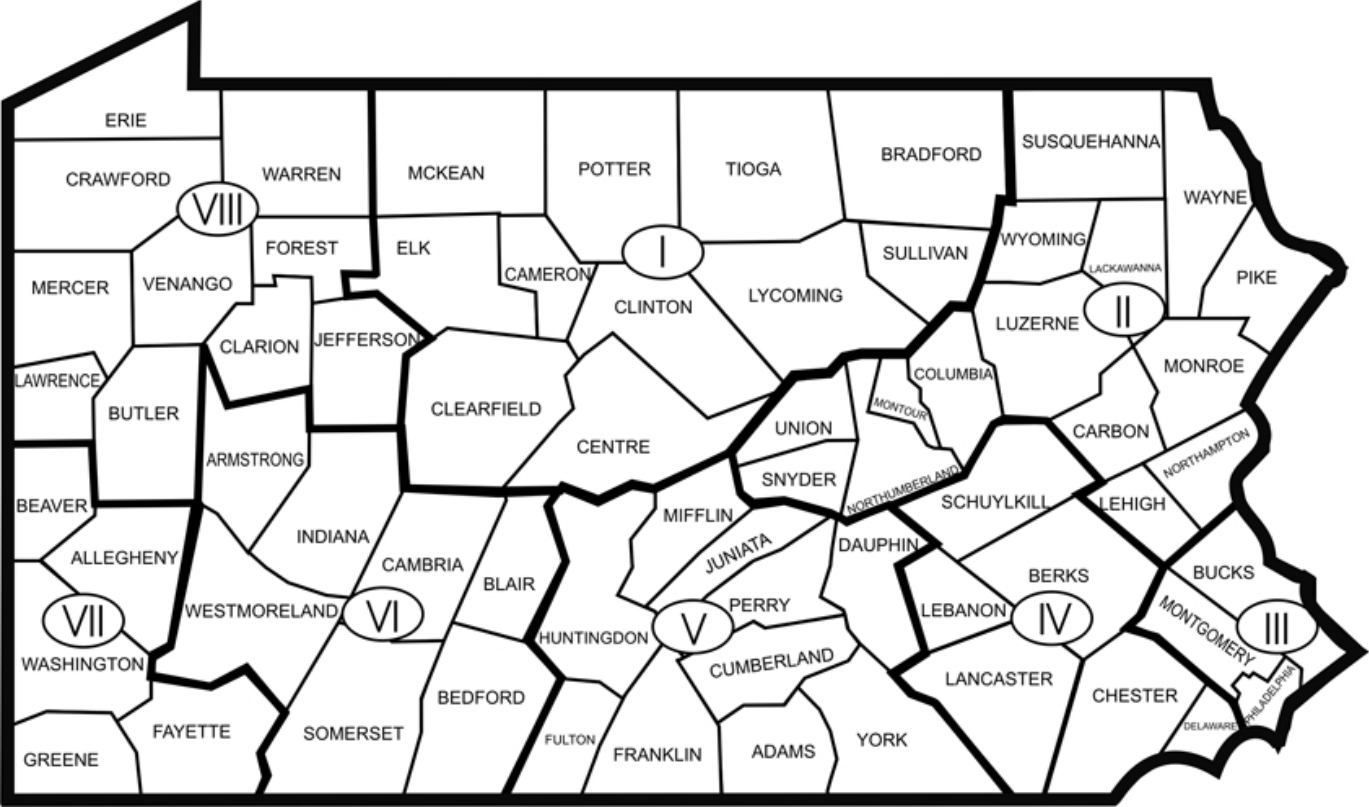 ERIE
CRAWFORD
WARREN
MCKEAN
POTTER
TIOGA
BRADFORD
SUSQUEHANNA
WAYNE
VIII
FOREST
ELK
CAMERON
I
SULLIVAN
WYOMING
LACKAWANNA
PIKE
MERCER
VENANGO
CLINTON
LYCOMING
LUZERNE
II
CLARION
JEFFERSON
LAWRENCE
BUTLER
CLEARFIELD
CENTRE
UNION
MONTOUR
COLUMBIA
MONROE
CARBON
NORTHAMPTON
ARMSTRONG
SNYDER
NORTHUMBERLAND
SCHUYLKILL
LEHIGH
BEAVER
ALLEGHENY
INDIANA
CAMBRIA
BLAIR
MIFFLIN
JUNIATA
DAUPHIN
BERKS
BUCKS
VII
WESTMORELAND
VI
HUNTINGDON
V
PERRY
LEBANON
IV
MONTGOMERY
III
WASHINGTON
CUMBERLAND
LANCASTER
CHESTER
PHILADELPHIA
DELAWARE
GREENE
FAYETTE
SOMERSET
BEDFORD
FULTON
FRANKLIN
ADAMS
YORK